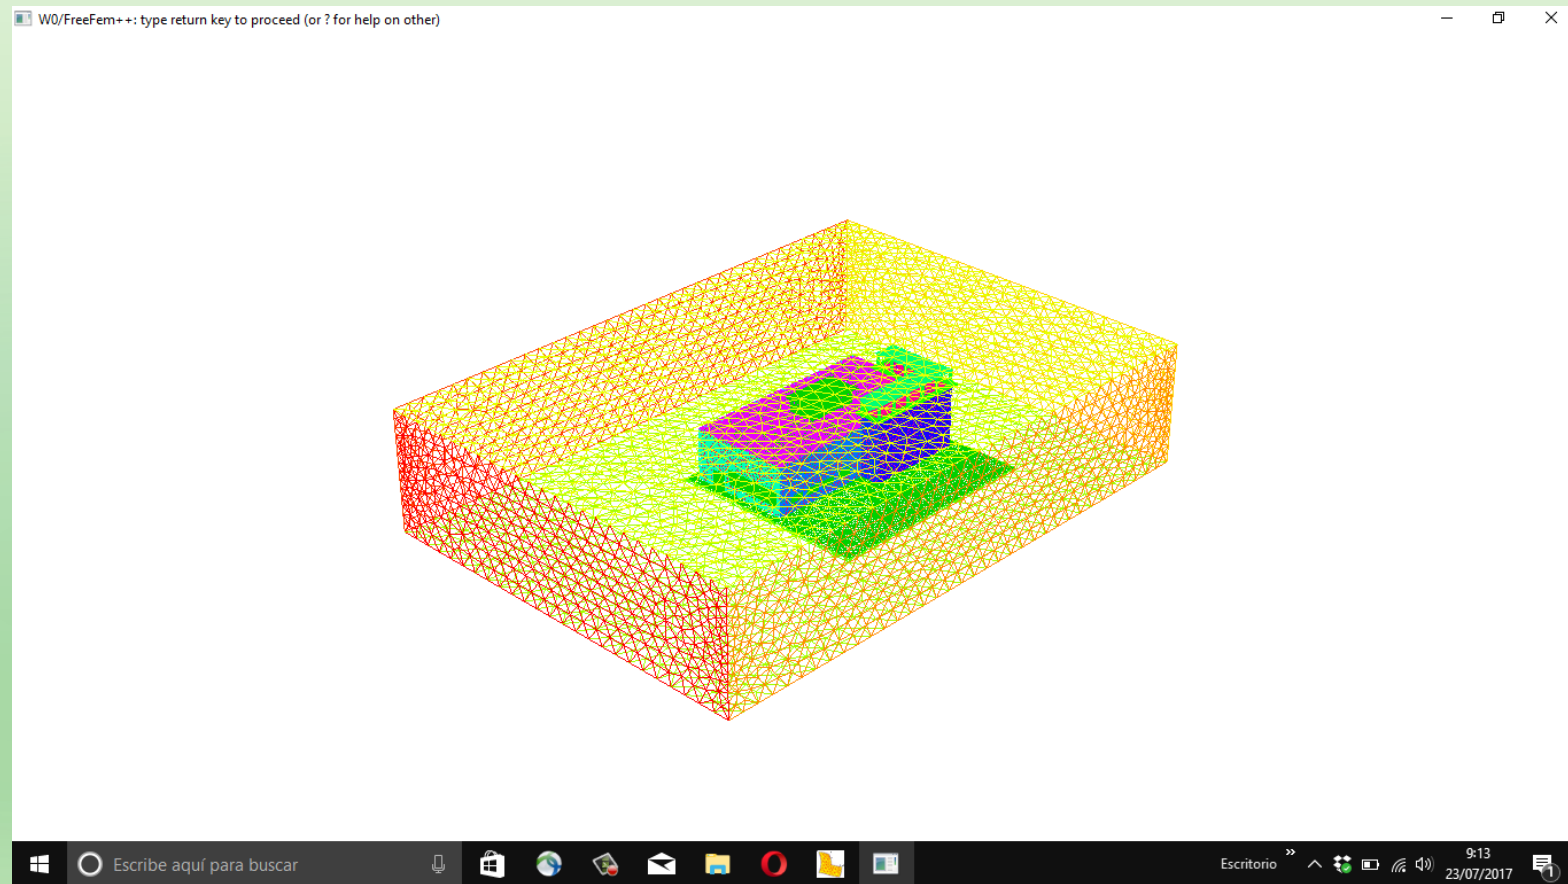 W0/FreeFem++: type return key to proceed (or ? for help on other)
Escribe aquí para buscar
Escritorio »
9:13
23/07/2017
1